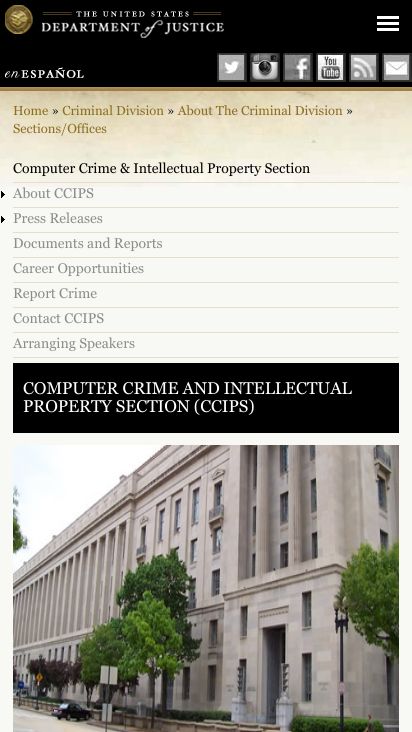 THE UNITED STATES
DEPARTMENT of JUSTICE
en ESPAÑOL
You
Tube
Home » Criminal Division » About The Criminal Division »
Sections/Offices
Computer Crime & Intellectual Property Section
About CCIPS
Press Releases
Documents and Reports
Career Opportunities
Report Crime
Contact CCIPS
Arranging Speakers
COMPUTER CRIME AND INTELLECTUAL
PROPERTY SECTION (CCIPS)